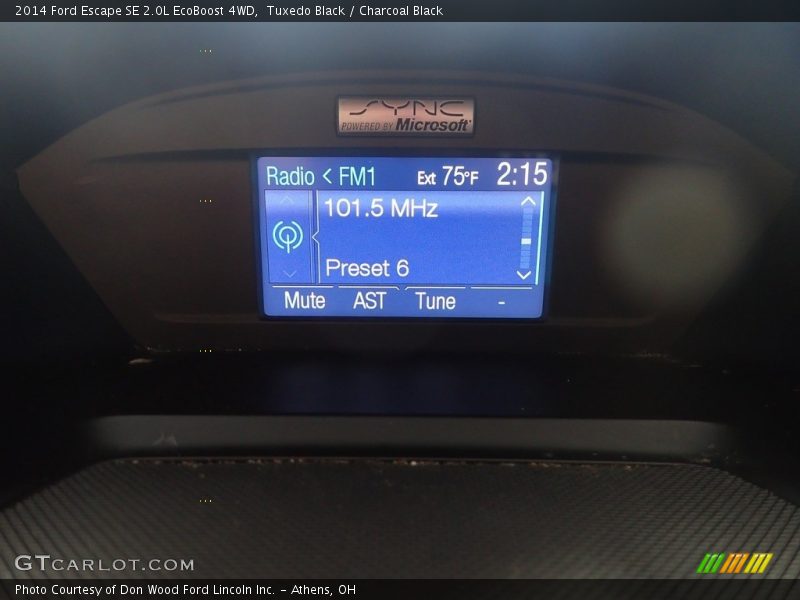 2014 Ford Escape SE 2.0L EcoBoost 4WD,  Tuxedo Black / Charcoal Black
SYNC
POWERED BY Microsoft
Radio < FM1 Ext 75°F 2:15
101.5 MHz
Preset 6
Mute AST Tune -
GTCARLOT.COM
Photo Courtesy of Don Wood Ford Lincoln Inc. - Athens, OH